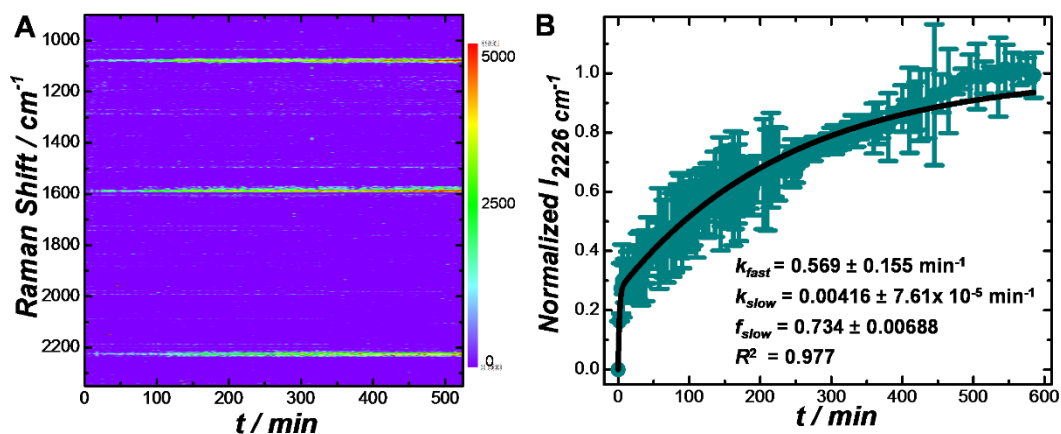 A
Raman Shift / cm⁻¹
1000
1200
1400
1600
1800
2000
2200
0 100 200 300 400 500
t / min
5000
2500
0
B
Normalized I₂₂₂₆ cm⁻¹
1.0
0.8
0.6
0.4
0.2
0.0
k_fast = 0.569 ± 0.155 min⁻¹
k_slow = 0.00416 ± 7.61x 10⁻⁵ min⁻¹
f_slow = 0.734 ± 0.00688
R² = 0.977
0 100 200 300 400 500 600
t / min